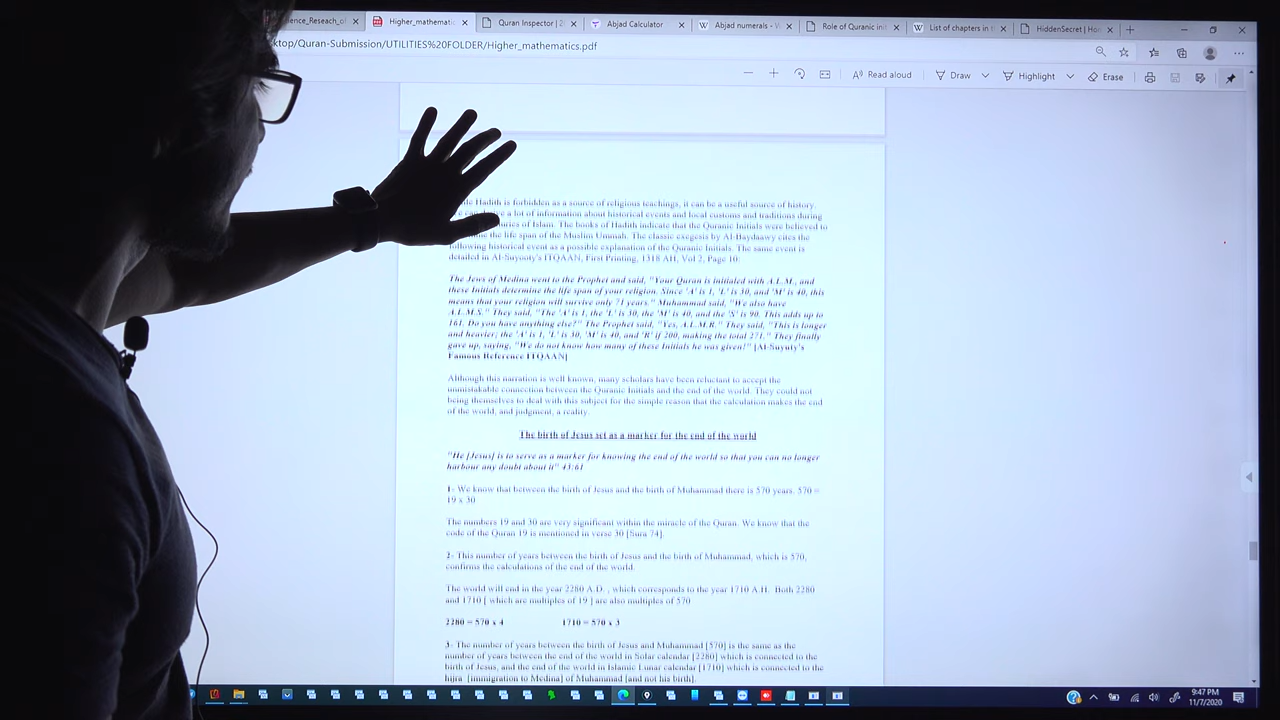 ience_Reseach_of
Higher_mathematic
Quran Inspector | 2
Abjad Calculator
Abjad numerals - W
Role of Quranic ini
List of chapters in t
HiddenSecret | Ho
ktop/Quran-Submission/UTILITIES%20FOLDER/Higher_mathematics.pdf
Read aloud
Draw
Highlight
Erase
Hadith is forbidden as a source of religious teachings, it can be a useful source of history.
a lot of information about historical events and local customs and traditions during
of Islam. The books of Hadith indicate that the Quranic Initials were believed to
the life span of the Muslim Ummah. The classic exegesis by Al-Baydaawy cites the
following historical event as a possible explanation of the Quranic Initials. The same event is
detailed in Al-Suyooty's ITQAAN, First Printing, 1318 AH, Vol 2, Page 10:
The Jews of Medina went to the Prophet and said, "Your Quran is initialed with A.L.M., and
these Initials determine the life span of your religion. Since 'A' is 1, 'L' is 30, and 'M' is 40, this
means that your religion will survive only 71 years." Muhammad said, "We also have
A.L.M.S." They said, "The 'A' is 1, the 'L' is 30, the 'M' is 40, and the 'S' is 90. This adds up to
161. Do you have anything else?" The Prophet said, "Yes, A.L.M.R." They said, "This is longer
and heavier; the 'A' is 1, 'L' is 30, 'M' is 40, and 'R' if 200, making the total 271." They finally
gave up, saying, "We do not know how many of these Initials he was given!" [Al-Suyuty's
Famous Reference ITQAAN]
Although this narration is well known, many scholars have been reluctant to accept the
unmistakable connection between the Quranic Initials and the end of the world. They could not
being themselves to deal with this subject for the simple reason that the calculation makes the end
of the world, and judgment, a reality.
The birth of Jesus set as a marker for the end of the world
"He [Jesus] is to serve as a marker for knowing the end of the world so that you can no longer
harbour any doubt about it" 43:61
1- We know that between the birth of Jesus and the birth of Muhammad there is 570 years. 570 =
19 x 30
The numbers 19 and 30 are very significant within the miracle of the Quran. We know that the
code of the Quran 19 is mentioned in verse 30 [Sura 74].
2- This number of years between the birth of Jesus and the birth of Muhammad, which is 570,
confirms the calculations of the end of the world.
The world will end in the year 2280 A.D. , which corresponds to the year 1710 A.H. Both 2280
and 1710 [ which are multiples of 19 ] are also multiples of 570
2280 = 570 x 4 1710 = 570 x 3
3- The number of years between the birth of Jesus and Muhammad [570] is the same as the
number of years between the end of the world in Solar calendar [2280] which is connected to the
birth of Jesus, and the end of the world in Islamic Lunar calendar [1710] which is connected to the
hijra [immigration to Medina] of Muhammad [and not his birth].
9:47 PM
11/7/2020